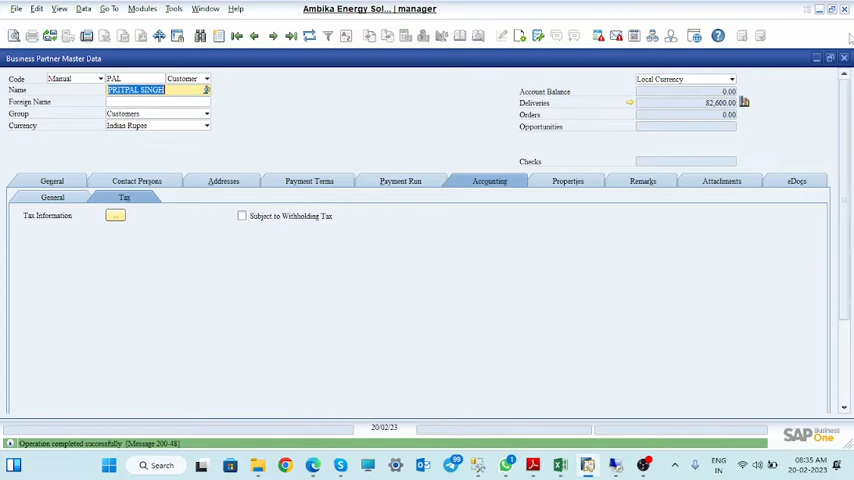 File Edit View Data Go To Modules Tools Window Help Ambika Energy Sol... | manager
Business Partner Master Data
Code Manual PAL Customer Local Currency
Name PRITPAL SINGH Account Balance 0.00
Foreign Name Deliveries 82,600.00
Group Customers Orders 0.00
Currency Indian Rupee Opportunities
Checks
General Contact Persons Addresses Payment Terms Payment Run Accounting Properties Remarks Attachments eDocs
General Tax
Tax Information ... Subject to Withholding Tax
20/02/23
SAP Business One
Operation completed successfully [Message 200-48]
Search 99 1 ENG IN 08:35 AM 20-02-2023